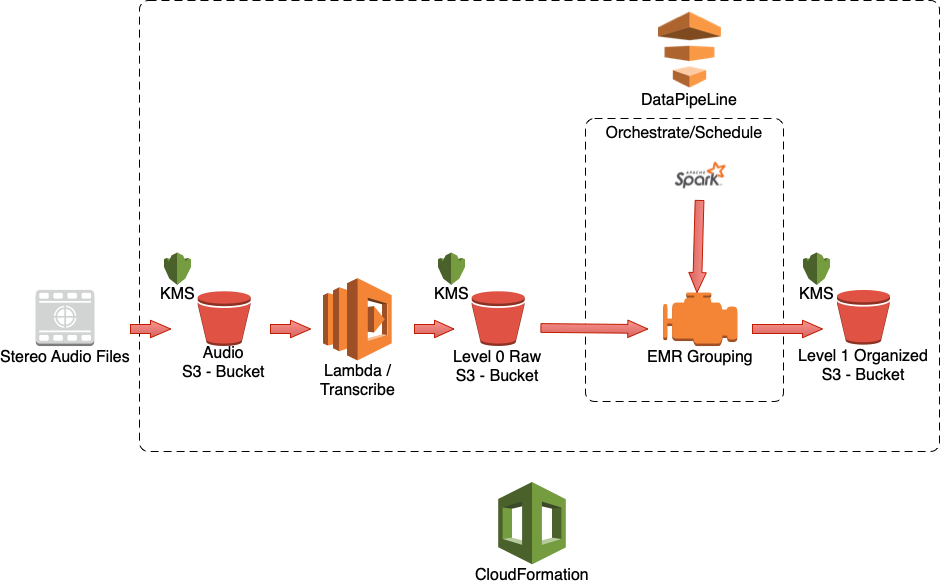 DataPipeLine
Orchestrate/Schedule
APACHE
Spark
KMS
KMS
KMS
Stereo Audio Files
Audio
S3 - Bucket
Lambda /
Transcribe
Level 0 Raw
S3 - Bucket
EMR Grouping
Level 1 Organized
S3 - Bucket
CloudFormation